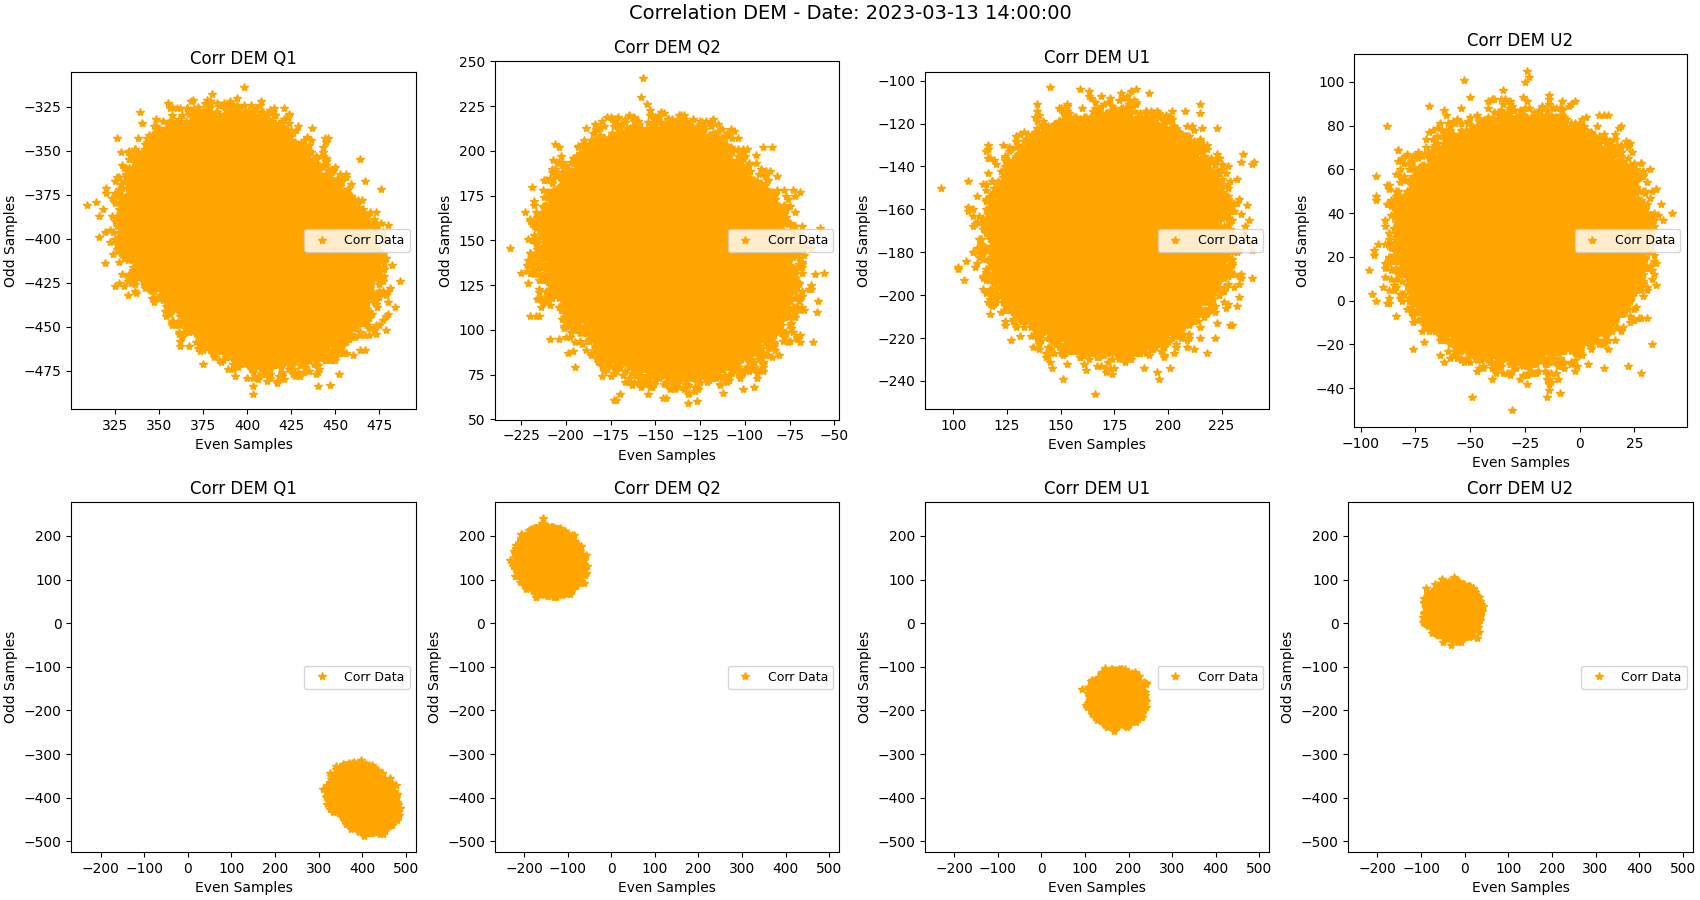 Correlation DEM - Date: 2023-03-13 14:00:00
Corr DEM Q1
Odd Samples
−325
−350
−375
−400
−425
−450
−475
Corr Data
325 350 375 400 425 450 475
Even Samples
Corr DEM Q2
Odd Samples
250
225
200
175
150
125
100
75
50
Corr Data
−225 −200 −175 −150 −125 −100 −75 −50
Even Samples
Corr DEM U1
Odd Samples
−100
−120
−140
−160
−180
−200
−220
−240
Corr Data
100 125 150 175 200 225
Even Samples
Corr DEM U2
Odd Samples
100
80
60
40
20
0
−20
−40
Corr Data
−100 −75 −50 −25 0 25
Even Samples
Corr DEM Q1
Odd Samples
200
100
0
−100
−200
−300
−400
−500
Corr Data
−200 −100 0 100 200 300 400 500
Even Samples
Corr DEM Q2
Odd Samples
200
100
0
−100
−200
−300
−400
−500
Corr Data
−200 −100 0 100 200 300 400 500
Even Samples
Corr DEM U1
Odd Samples
200
100
0
−100
−200
−300
−400
−500
Corr Data
−200 −100 0 100 200 300 400 500
Even Samples
Corr DEM U2
Odd Samples
200
100
0
−100
−200
−300
−400
−500
Corr Data
−200 −100 0 100 200 300 400 500
Even Samples